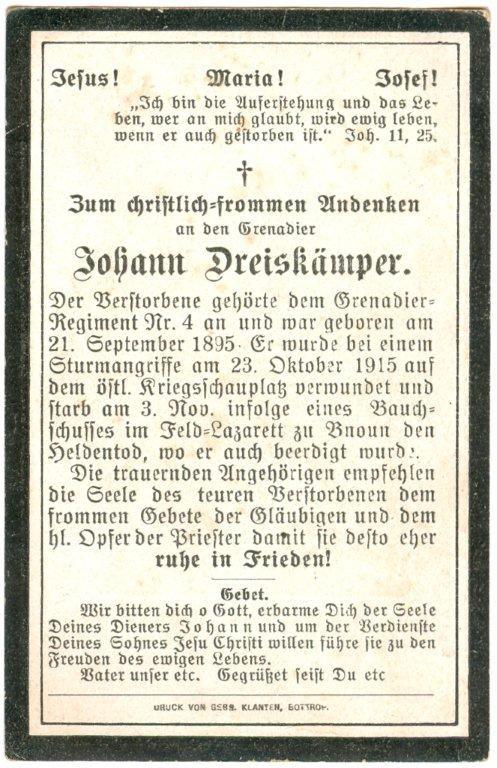 Jesus! Maria! Josef!
„Ich bin die Auferstehung und das Le-
ben, wer an mich glaubt, wird ewig leben,
wenn er auch gestorben ist." Joh. 11, 25.
†
Zum christlich-frommen Andenken
an den Grenadier
Johann Dreiskämper.
Der Verstorbene gehörte dem Grenadier-
Regiment Nr. 4 an und war geboren am
21. September 1895. Er wurde bei einem
Sturmangriffe am 23. Oktober 1915 auf
dem östl. Kriegsschauplatz verwundet und
starb am 3. Nov. infolge eines Bauch-
schusses im Feld-Lazarett zu Bnoun den
Heldentod, wo er auch beerdigt wurde.
Die trauernden Angehörigen empfehlen
die Seele des teuren Verstorbenen dem
frommen Gebete der Gläubigen und dem
hl. Opfer der Priester damit sie desto eher
ruhe in Frieden!
Gebet.
Wir bitten dich o Gott, erbarme Dich der Seele
Deines Dieners Johann und um der Verdienste
Deines Sohnes Jesu Christi willen führe sie zu den
Freuden des ewigen Lebens.
Vater unser etc. Gegrüßet seist Du etc
DRUCK VON GEBR. KLANTEN, BOTTROP.